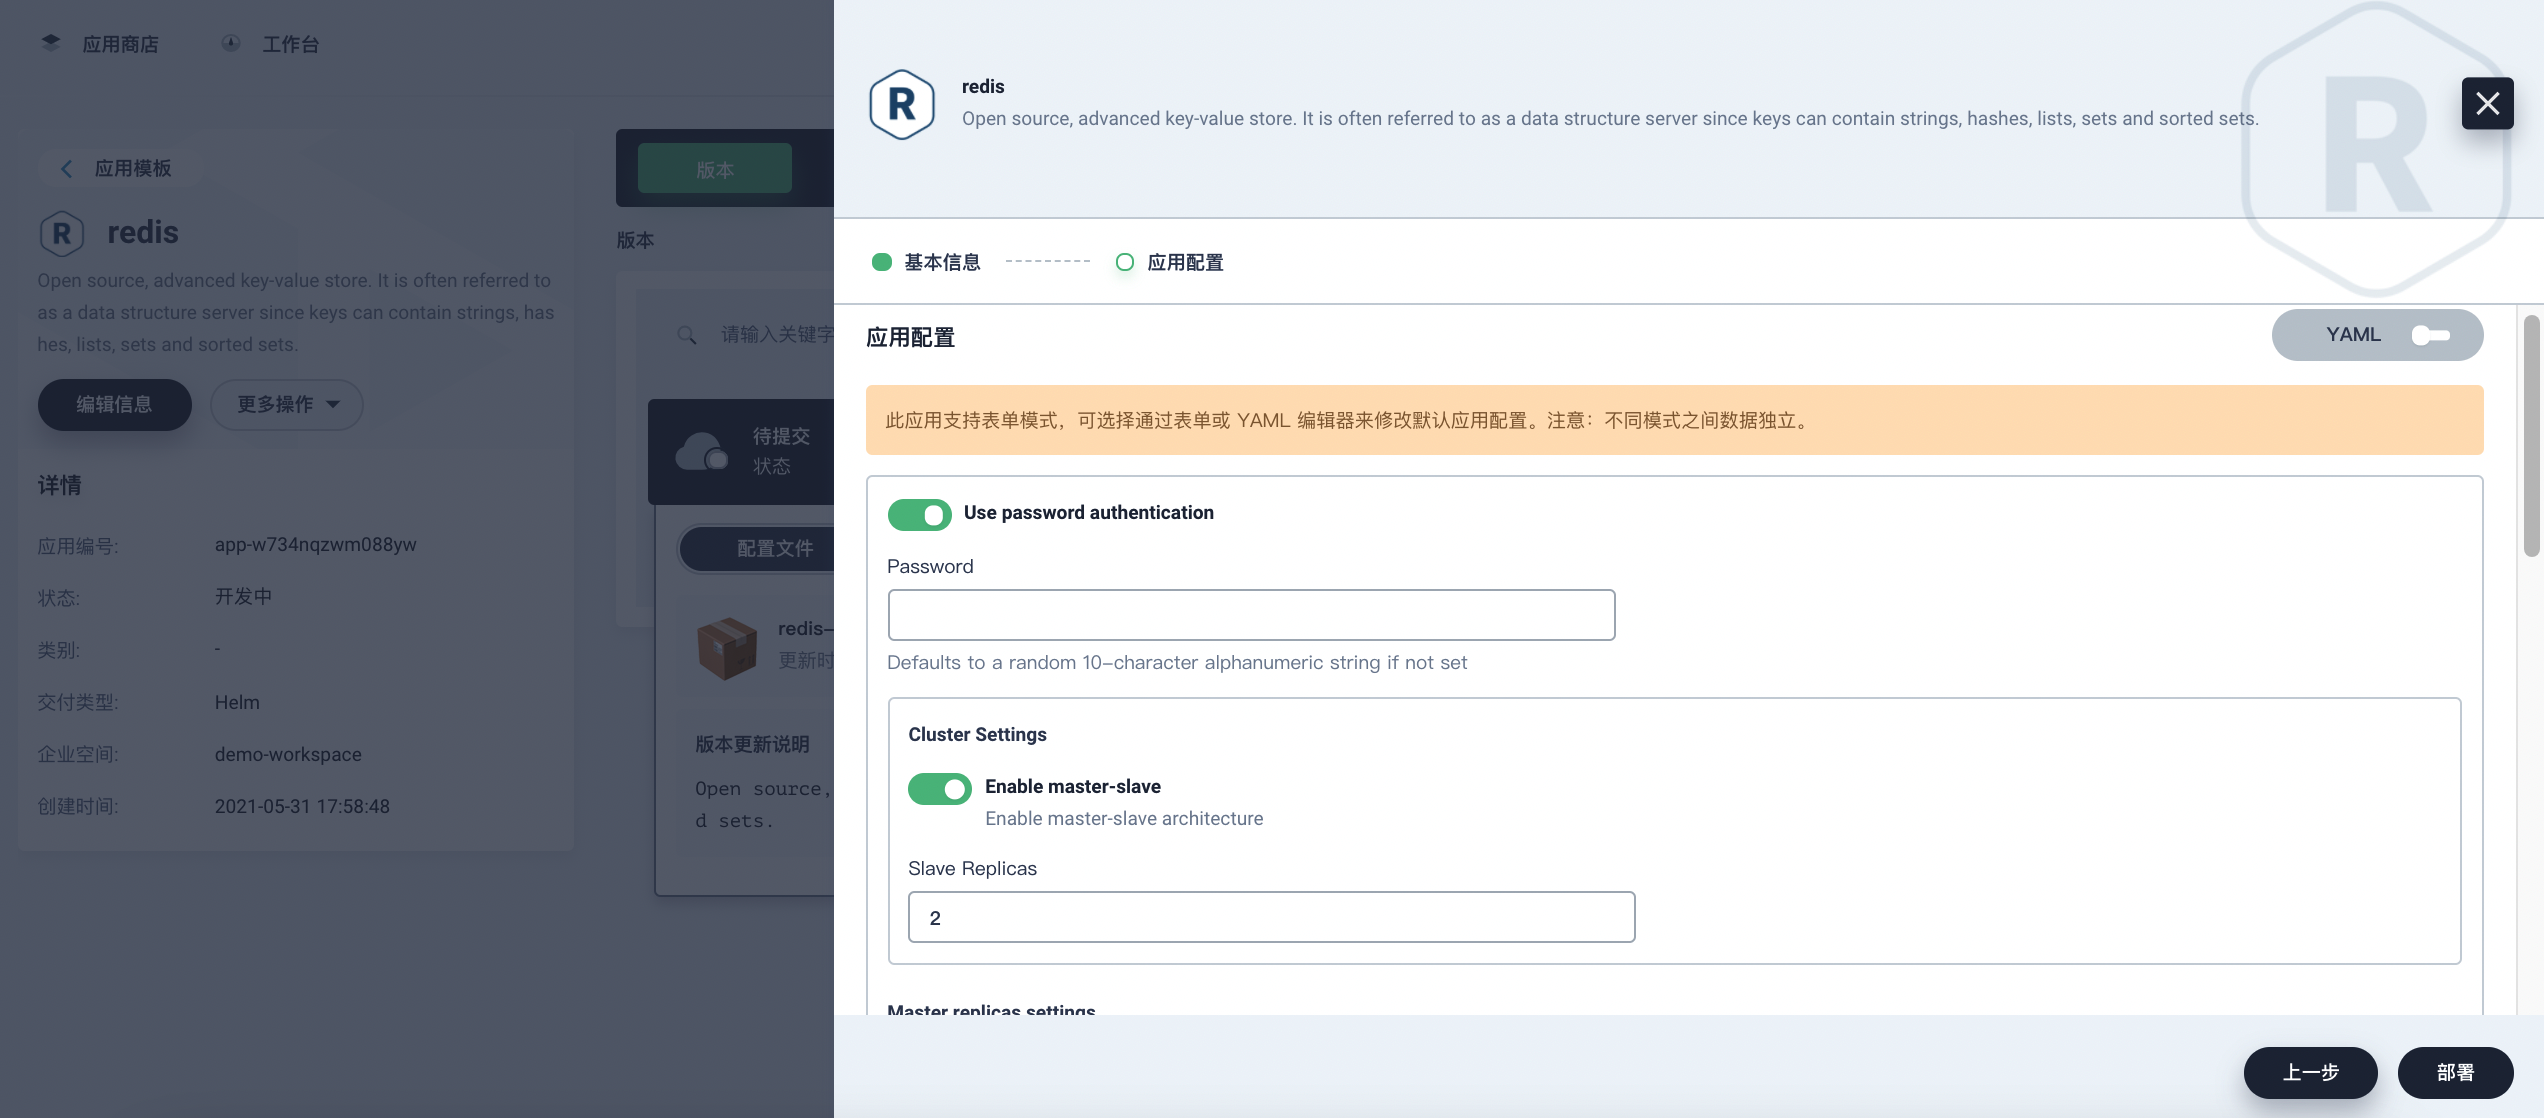 应用商店
工作台
应用模板
R
redis
Open source, advanced key-value store. It is often referred to
as a data structure server since keys can contain strings, has
hes, lists, sets and sorted sets.
编辑信息
更多操作
详情
应用编号:
app-w734nqzwm088yw
状态:
开发中
类别:
-
交付类型:
Helm
企业空间:
demo-workspace
创建时间:
2021-05-31 17:58:48
版本
版本
请输入关键字
待提交
状态
配置文件
redis-
更新时
版本更新说明
Open source,
d sets.
R
redis
Open source, advanced key-value store. It is often referred to as a data structure server since keys can contain strings, hashes, lists, sets and sorted sets.
R
基本信息
应用配置
应用配置
YAML
此应用支持表单模式，可选择通过表单或 YAML 编辑器来修改默认应用配置。注意：不同模式之间数据独立。
Use password authentication
Password
Defaults to a random 10-character alphanumeric string if not set
Cluster Settings
Enable master-slave
Enable master-slave architecture
Slave Replicas
2
Master replicas settings
上一步
部署